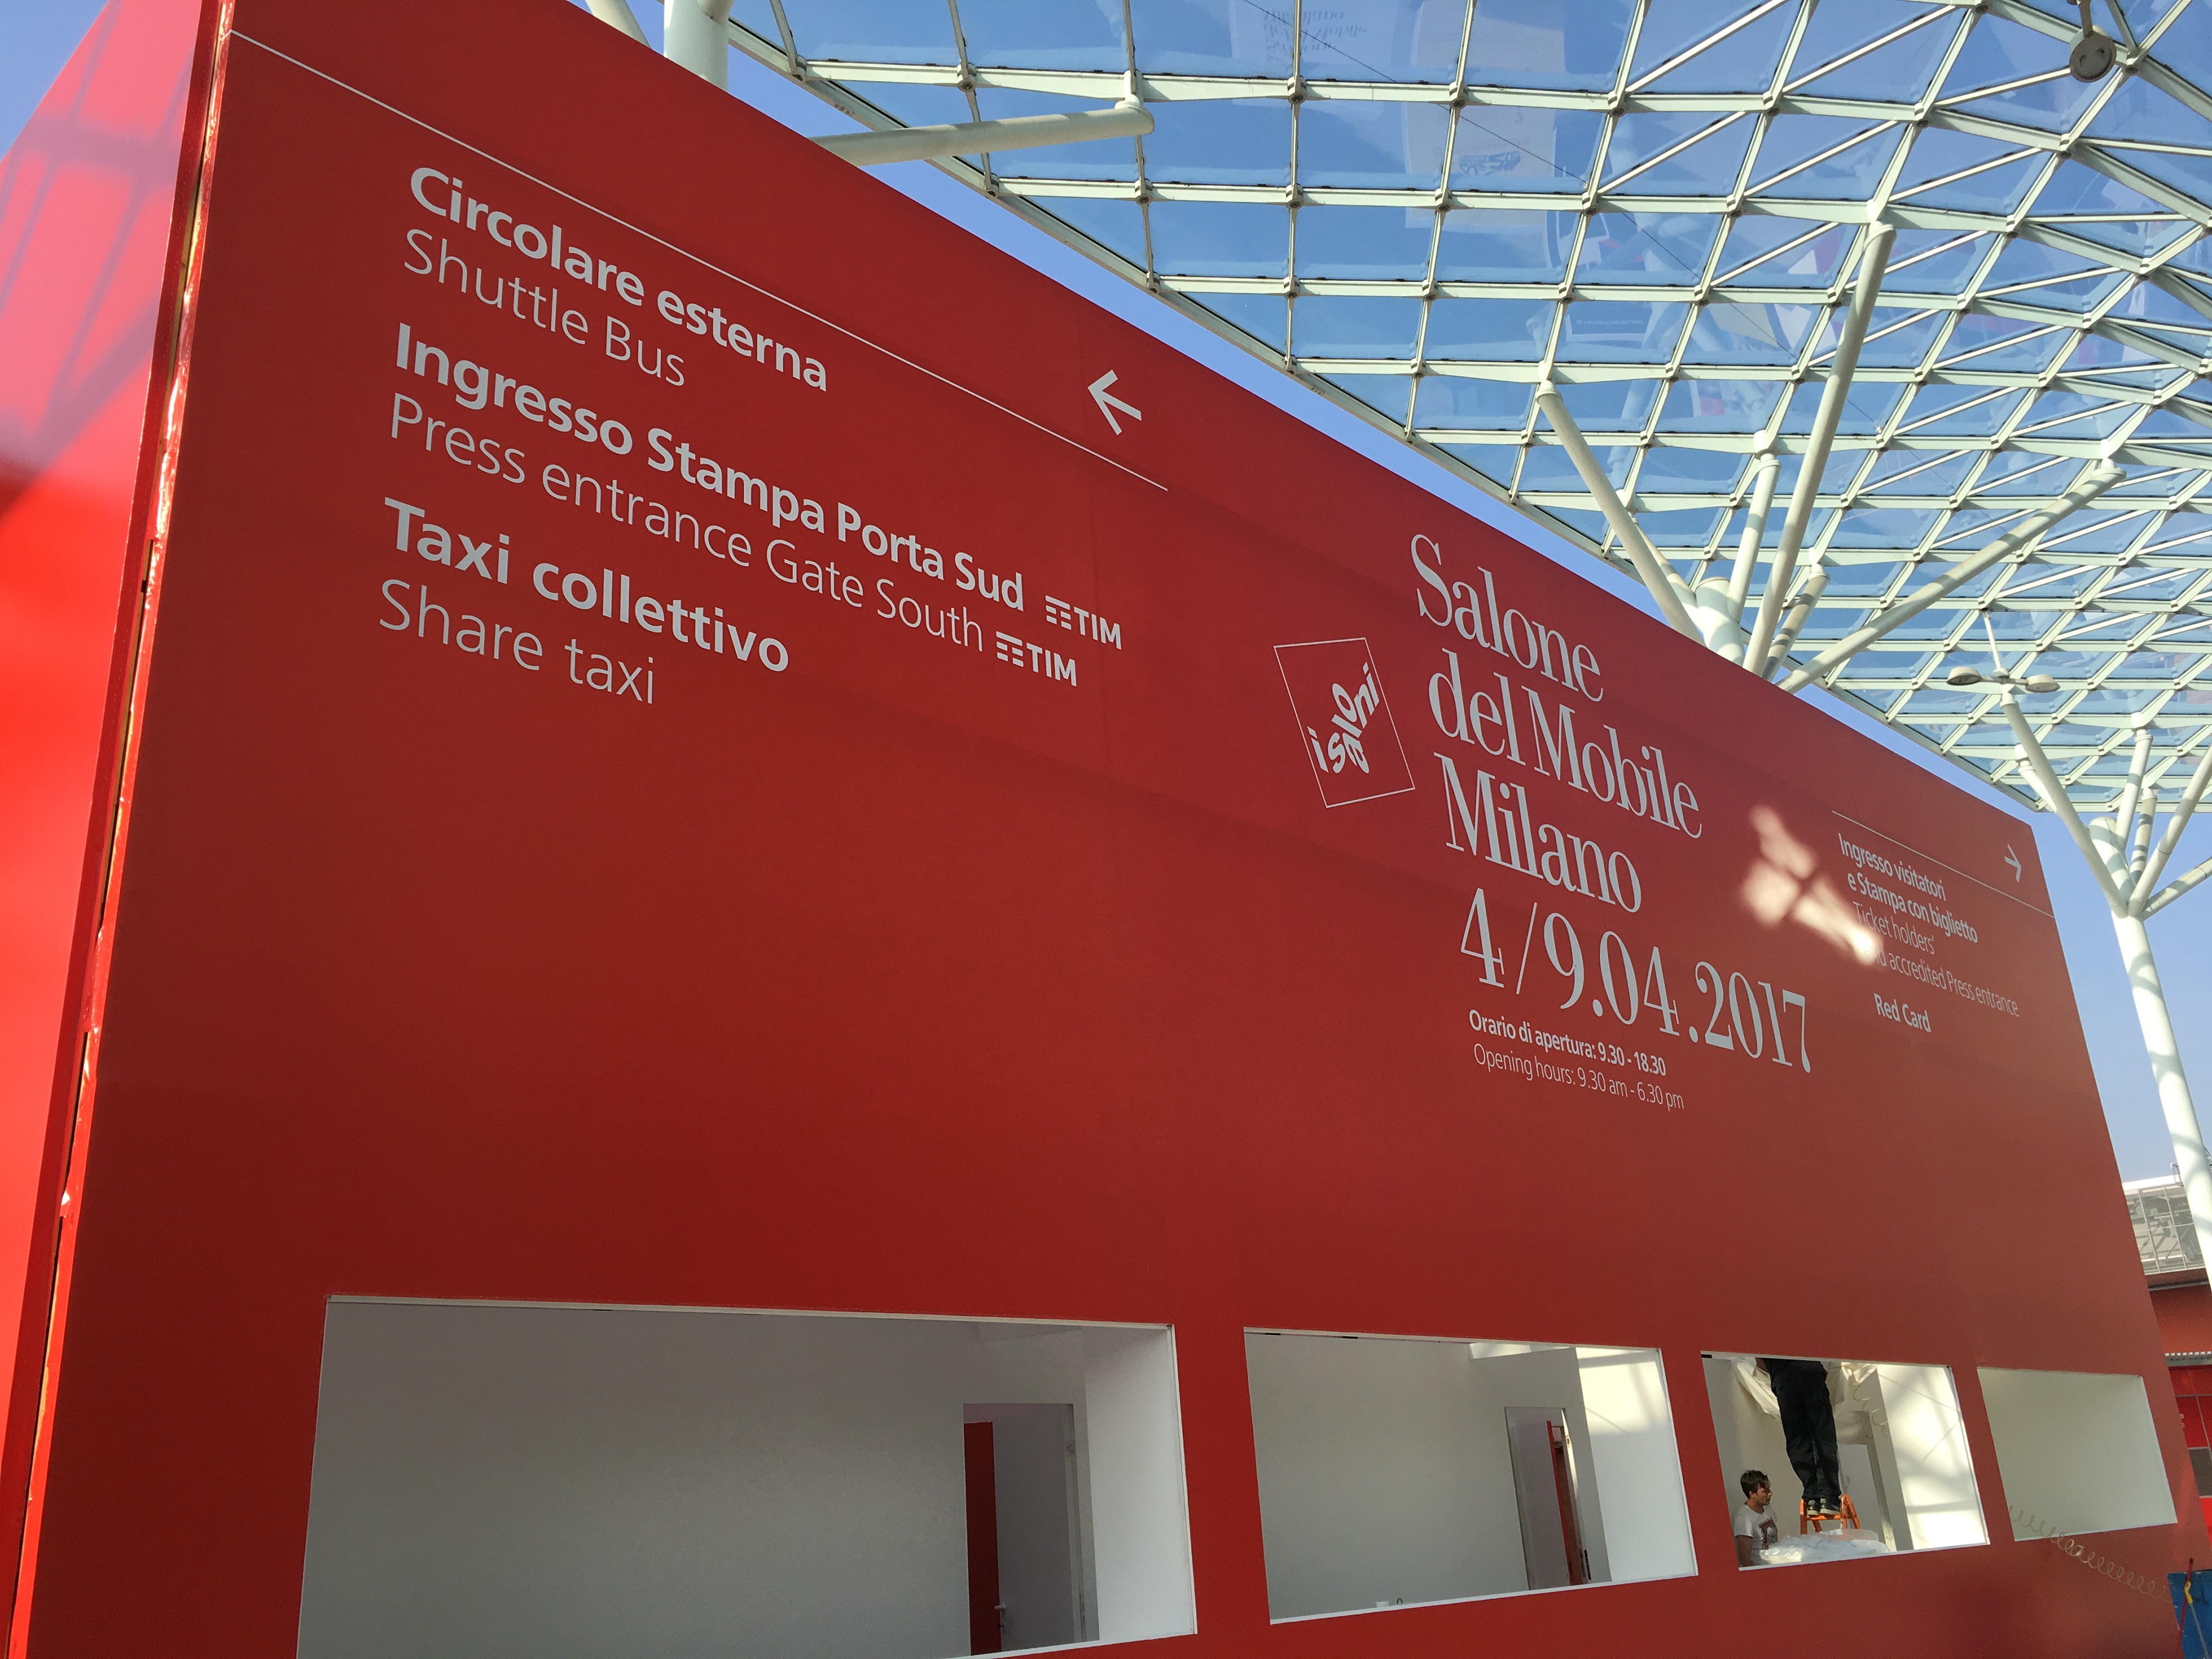 Circolare esterna
Shuttle Bus
Ingresso Stampa Porta Sud TIM
Press entrance Gate South TIM
Taxi collettivo
Share taxi
isaloni
Salone
del Mobile
Milano
4/9.04.2017
Orario di apertura: 9.30 - 18.30
Opening hours: 9.30 am - 6.30 pm
Ingresso visitatori
e Stampa con biglietto
Ticket holders'
accredited Press entrance
Red Card